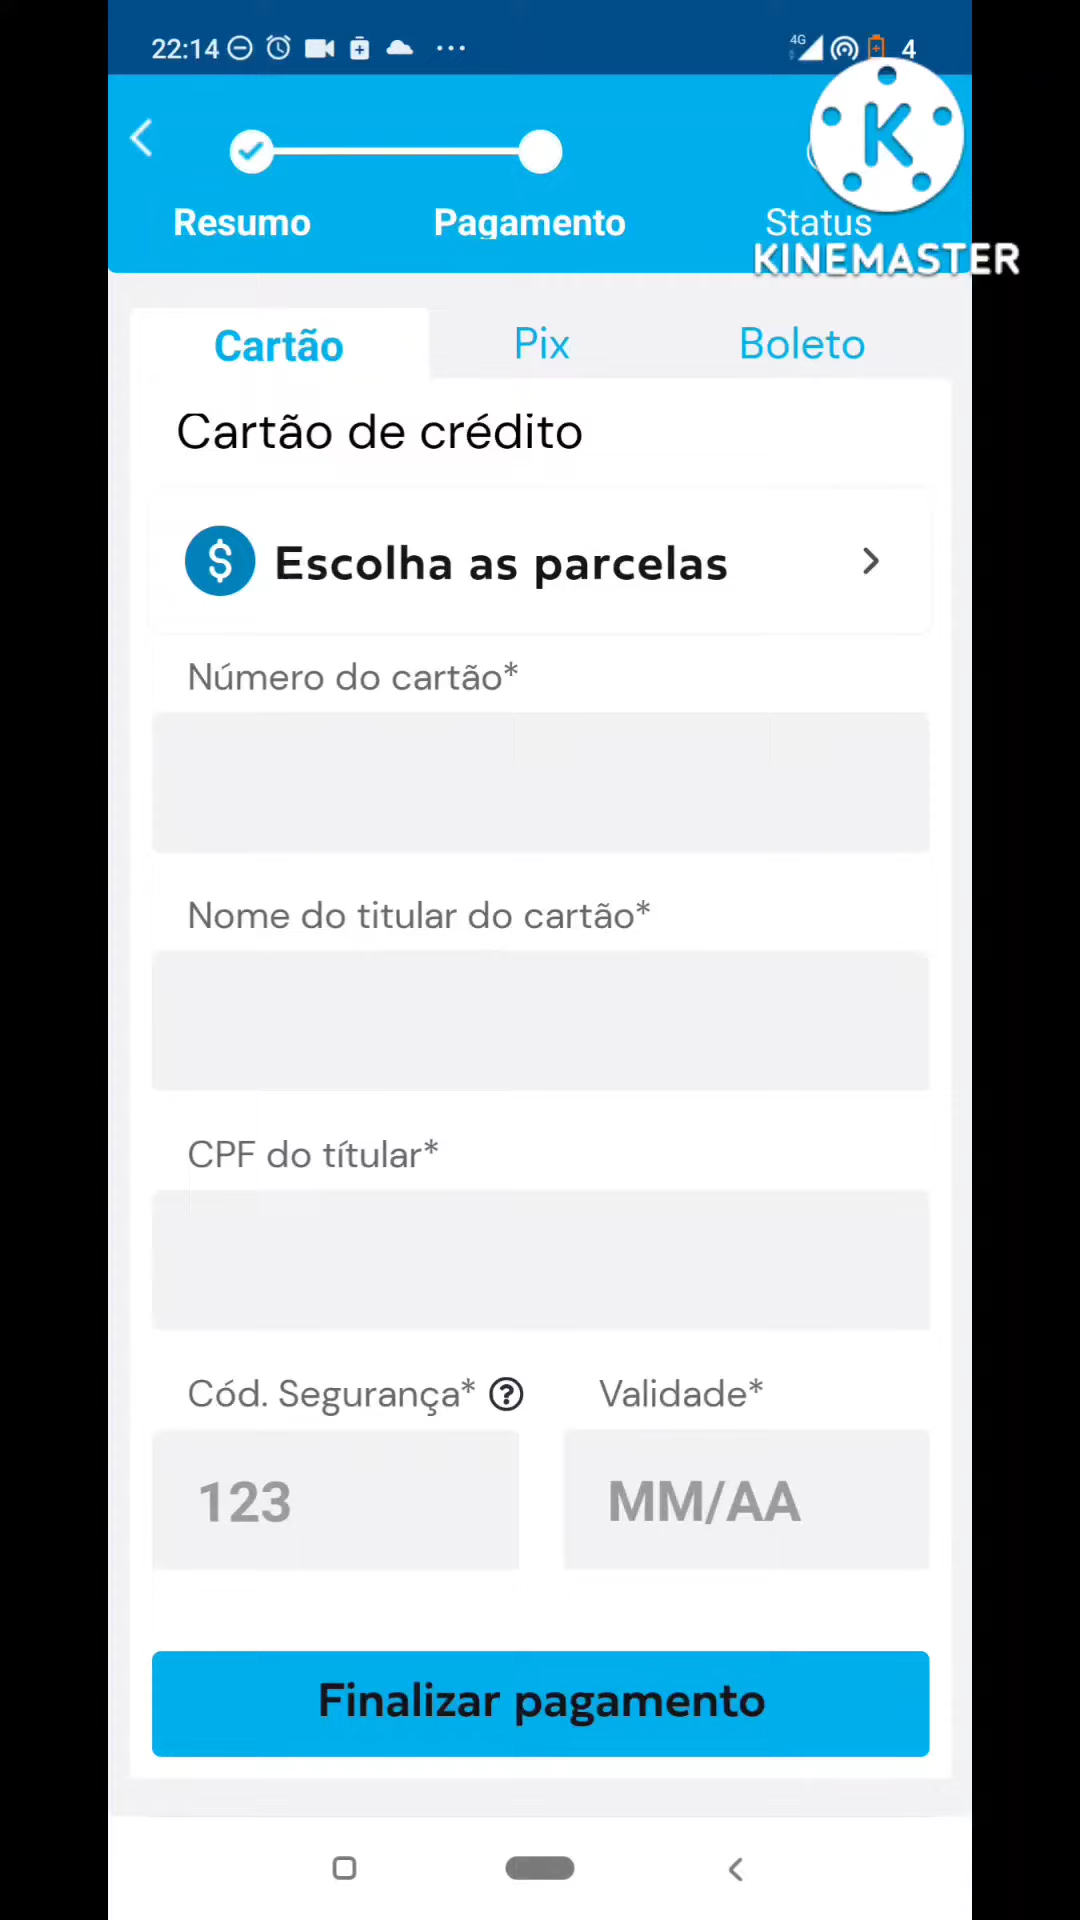 22:14 4G 4
K
Resumo Pagamento Status
KINEMASTER
Cartão Pix Boleto
Cartão de crédito
$ Escolha as parcelas
Número do cartão*
Nome do titular do cartão*
CPF do títular*
Cód. Segurança* ? Validade*
123 MM/AA
Finalizar pagamento